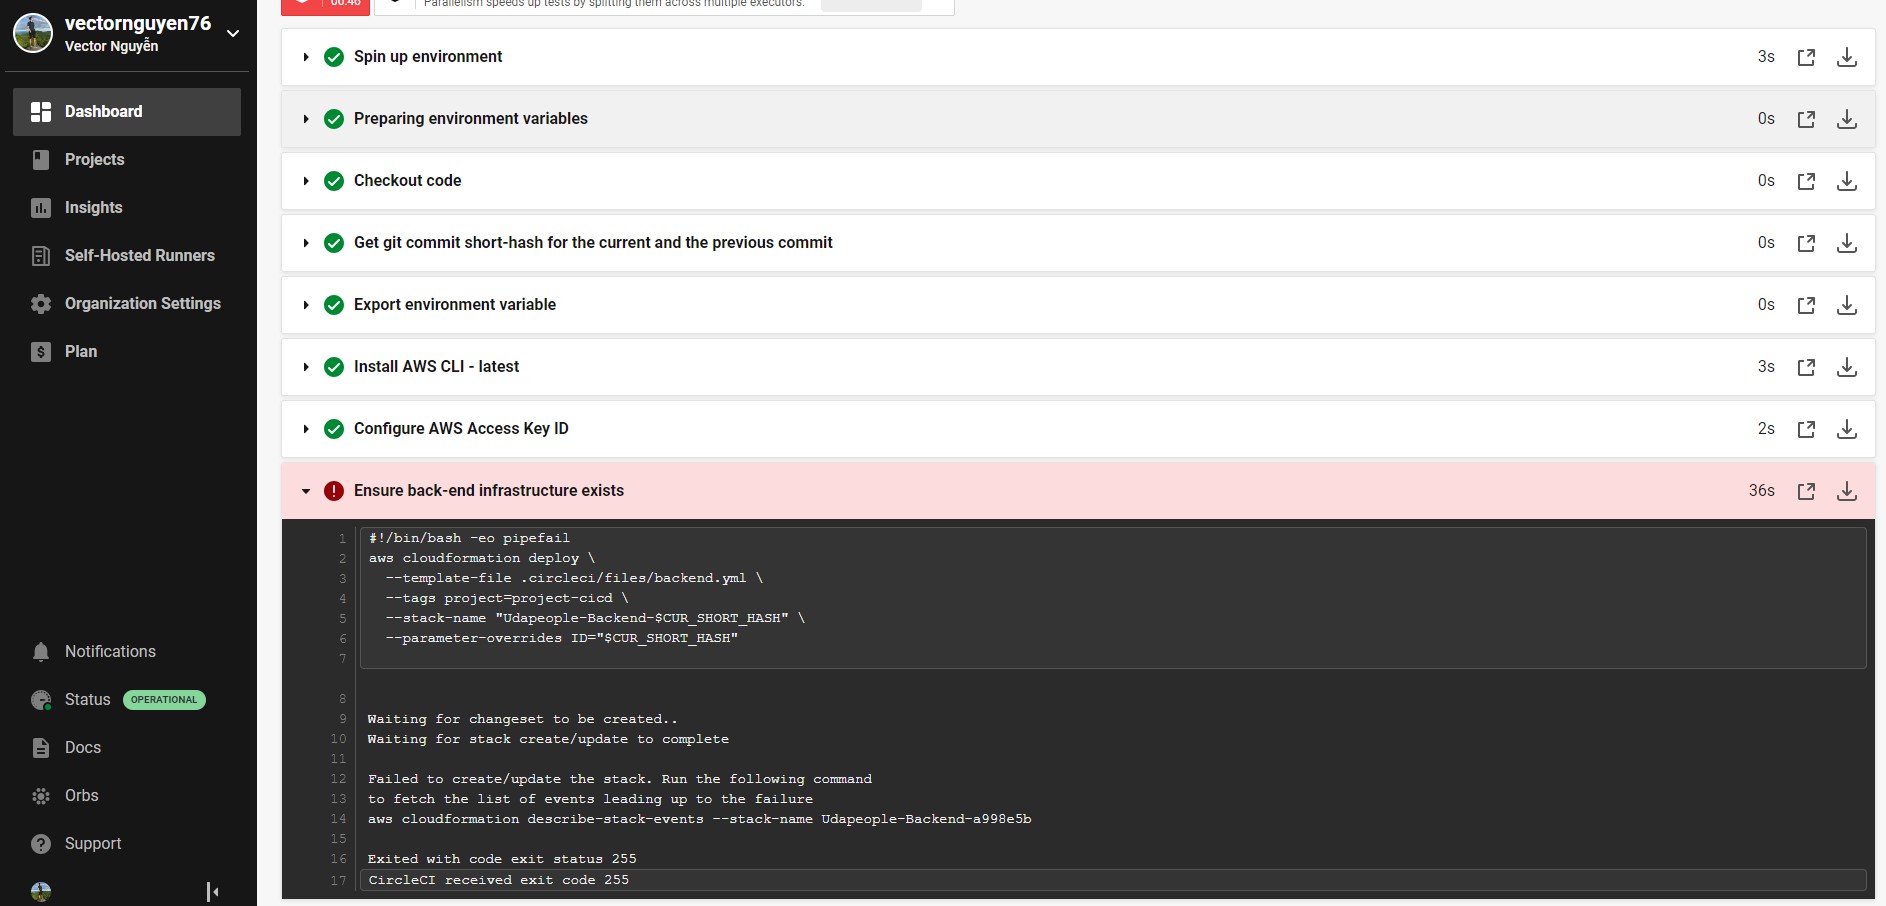 vectornguyen76
Vector Nguyễn
Dashboard
Projects
Insights
Self-Hosted Runners
Organization Settings
Plan
Notifications
Status OPERATIONAL
Docs
Orbs
Support
00:46
Parallelism speeds up tests by splitting them across multiple executors.
Spin up environment 3s
Preparing environment variables 0s
Checkout code 0s
Get git commit short-hash for the current and the previous commit 0s
Export environment variable 0s
Install AWS CLI - latest 3s
Configure AWS Access Key ID 2s
Ensure back-end infrastructure exists 36s
1 #!/bin/bash -eo pipefail
2 aws cloudformation deploy \
3 --template-file .circleci/files/backend.yml \
4 --tags project=project-cicd \
5 --stack-name "Udapeople-Backend-$CUR_SHORT_HASH" \
6 --parameter-overrides ID="$CUR_SHORT_HASH"
7
8
9 Waiting for changeset to be created..
10 Waiting for stack create/update to complete
11
12 Failed to create/update the stack. Run the following command
13 to fetch the list of events leading up to the failure
14 aws cloudformation describe-stack-events --stack-name Udapeople-Backend-a998e5b
15
16 Exited with code exit status 255
17 CircleCI received exit code 255